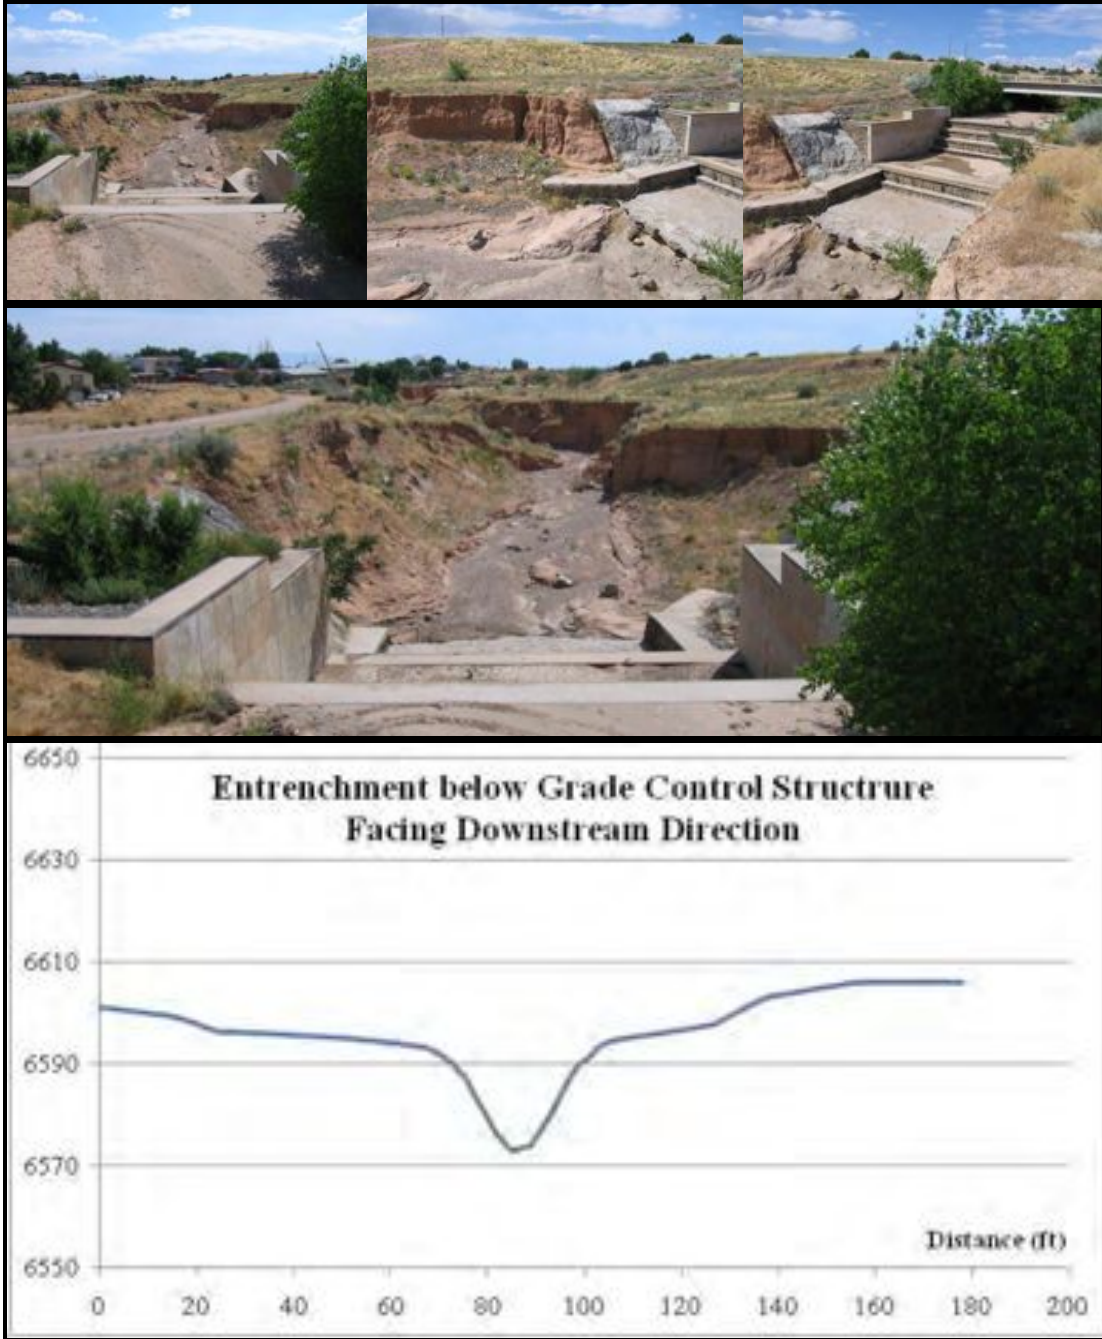 6650
Entrenchment below Grade Control Structrure
Facing Downstream Direction
6630
6610
6590
6570
Distance (ft)
6550
0 20 40 60 80 100 120 140 160 180 200